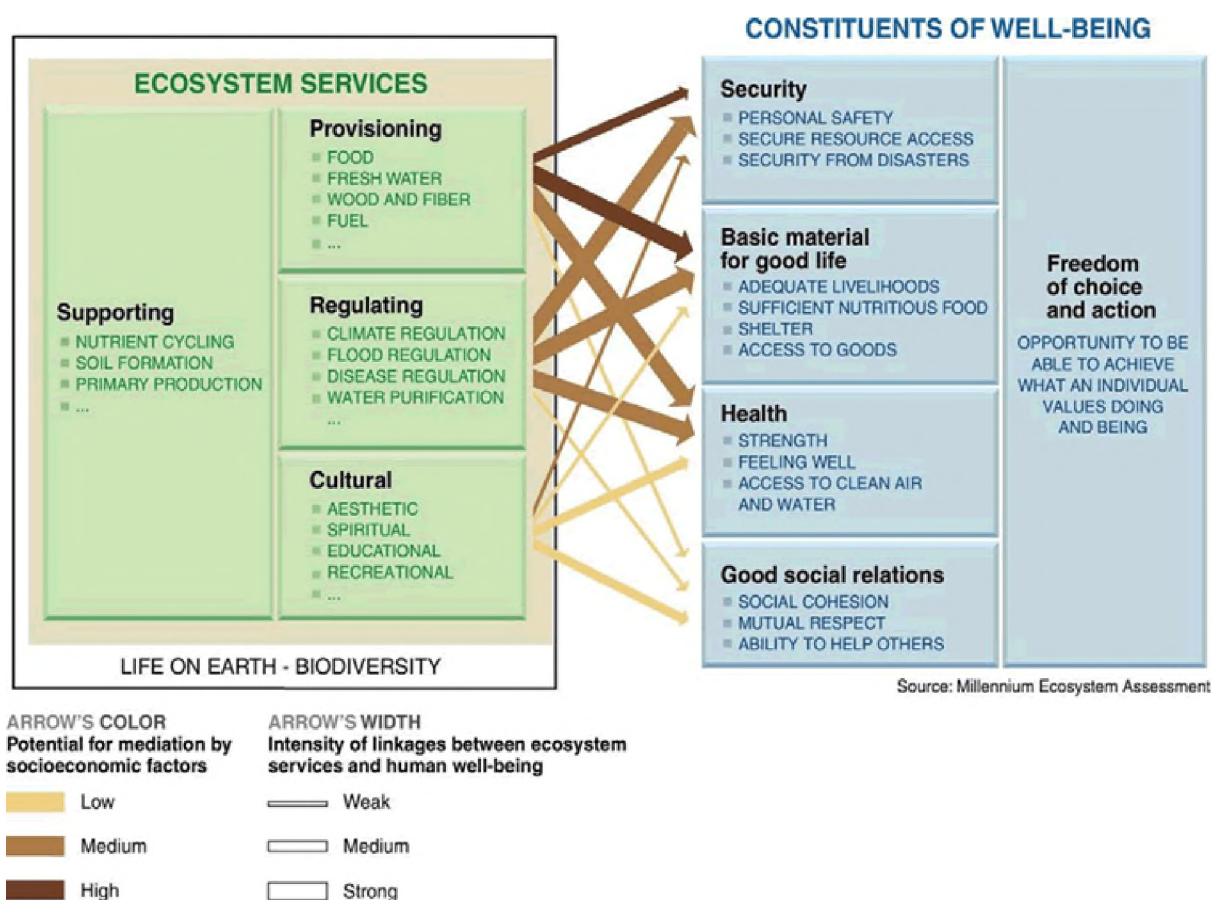 CONSTITUENTS OF WELL-BEING
ECOSYSTEM SERVICES
Supporting
NUTRIENT CYCLING
SOIL FORMATION
PRIMARY PRODUCTION
...
Provisioning
FOOD
FRESH WATER
WOOD AND FIBER
FUEL
...
Regulating
CLIMATE REGULATION
FLOOD REGULATION
DISEASE REGULATION
WATER PURIFICATION
...
Cultural
AESTHETIC
SPIRITUAL
EDUCATIONAL
RECREATIONAL
...
LIFE ON EARTH - BIODIVERSITY
Security
PERSONAL SAFETY
SECURE RESOURCE ACCESS
SECURITY FROM DISASTERS
Basic material
for good life
ADEQUATE LIVELIHOODS
SUFFICIENT NUTRITIOUS FOOD
SHELTER
ACCESS TO GOODS
Health
STRENGTH
FEELING WELL
ACCESS TO CLEAN AIR
AND WATER
Good social relations
SOCIAL COHESION
MUTUAL RESPECT
ABILITY TO HELP OTHERS
Freedom
of choice
and action
OPPORTUNITY TO BE
ABLE TO ACHIEVE
WHAT AN INDIVIDUAL
VALUES DOING
AND BEING
Source: Millennium Ecosystem Assessment
ARROW'S COLOR
Potential for mediation by
socioeconomic factors
Low
Medium
High
ARROW'S WIDTH
Intensity of linkages between ecosystem
services and human well-being
Weak
Medium
Strong